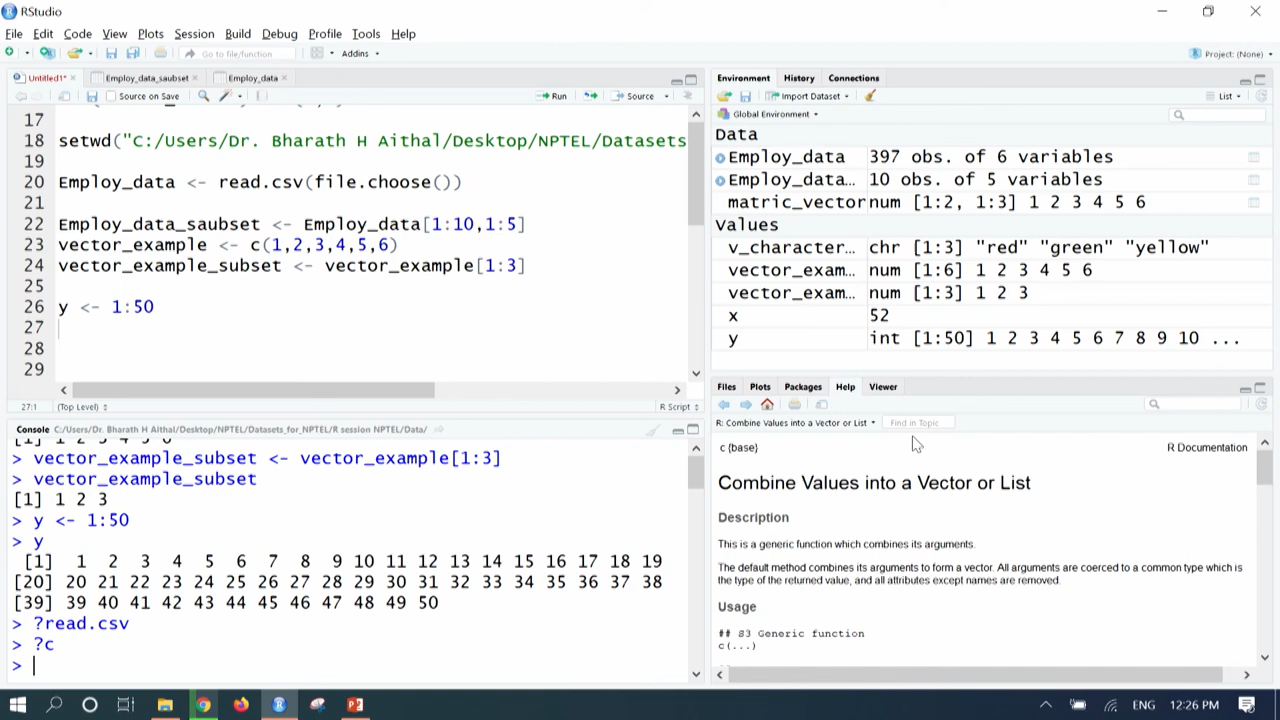 RStudio
File Edit Code View Plots Session Build Debug Profile Tools Help
Go to file/function Addins Project: (None)
Untitled1* Employ_data_saubset Employ_data
Source on Save Run Source
17
18 setwd("C:/Users/Dr. Bharath H Aithal/Desktop/NPTEL/Datasets
19
20 Employ_data <- read.csv(file.choose())
21
22 Employ_data_saubset <- Employ_data[1:10,1:5]
23 vector_example <- c(1,2,3,4,5,6)
24 vector_example_subset <- vector_example[1:3]
25
26 y <- 1:50
27
28
29
27:1 (Top Level) R Script
Console C:/Users/Dr. Bharath H Aithal/Desktop/NPTEL/Datasets_for_NPTEL/R session NPTEL/Data/
[1] 1 2 3 4 5 6
> vector_example_subset <- vector_example[1:3]
> vector_example_subset
[1] 1 2 3
> y <- 1:50
> y
[1] 1 2 3 4 5 6 7 8 9 10 11 12 13 14 15 16 17 18 19
[20] 20 21 22 23 24 25 26 27 28 29 30 31 32 33 34 35 36 37 38
[39] 39 40 41 42 43 44 45 46 47 48 49 50
> ?read.csv
> ?c
>
Environment History Connections
Import Dataset List
Global Environment
Data
Employ_data 397 obs. of 6 variables
Employ_data… 10 obs. of 5 variables
matric_vector num [1:2, 1:3] 1 2 3 4 5 6
Values
v_character… chr [1:3] "red" "green" "yellow"
vector_exam… num [1:6] 1 2 3 4 5 6
vector_exam… num [1:3] 1 2 3
x 52
y int [1:50] 1 2 3 4 5 6 7 8 9 10 ...
Files Plots Packages Help Viewer
R: Combine Values into a Vector or List Find in Topic
c {base} R Documentation
Combine Values into a Vector or List
Description
This is a generic function which combines its arguments.
The default method combines its arguments to form a vector. All arguments are coerced to a common type which is
the type of the returned value, and all attributes except names are removed.
Usage
## S3 Generic function
c(...)
ENG 12:26 PM